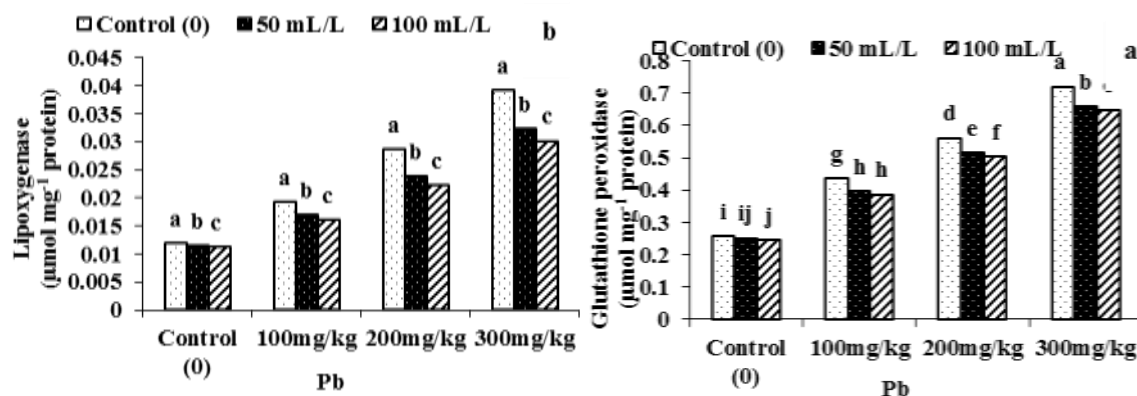 Control (0) 50 mL/L 100 mL/L
b
Lipoxygenase
(µmol mg-1 protein)
0.045
0.04
0.035
0.03
0.025
0.02
0.01
0.01
0.005
0
a b c
a b c
a b c
a b c
Control
(0)
100mg/kg
200mg/kg
300mg/kg
Pb
Control (0) 50 mL/L 100 mL/L
a
Glutathione peroxidase
(µmol mg-1 protein)
0.8
0.7
0.6
0.5
0.4
0.3
0.2
0.1
0
i ij j
g h h
d e f
a b
Control
(0)
100mg/kg
200mg/kg
300mg/kg
Pb